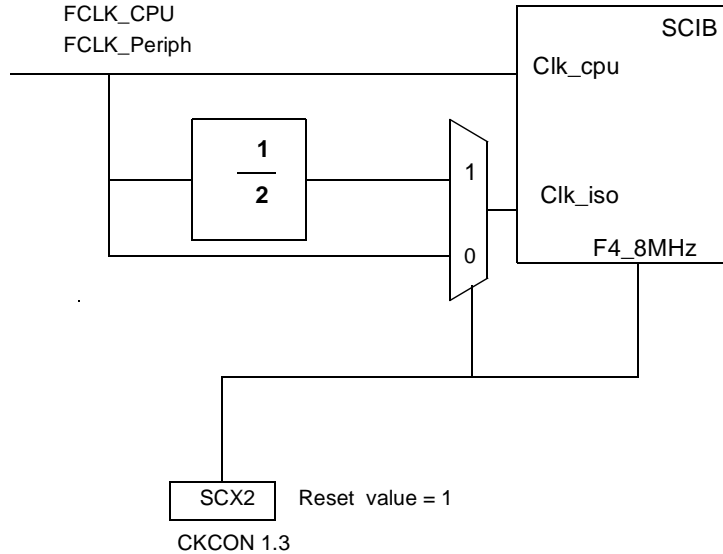 FCLK_CPU
FCLK_Periph
SCIB
Clk_cpu
1
2
1
Clk_iso
0
F4_8MHz
SCX2
Reset value = 1
CKCON 1.3